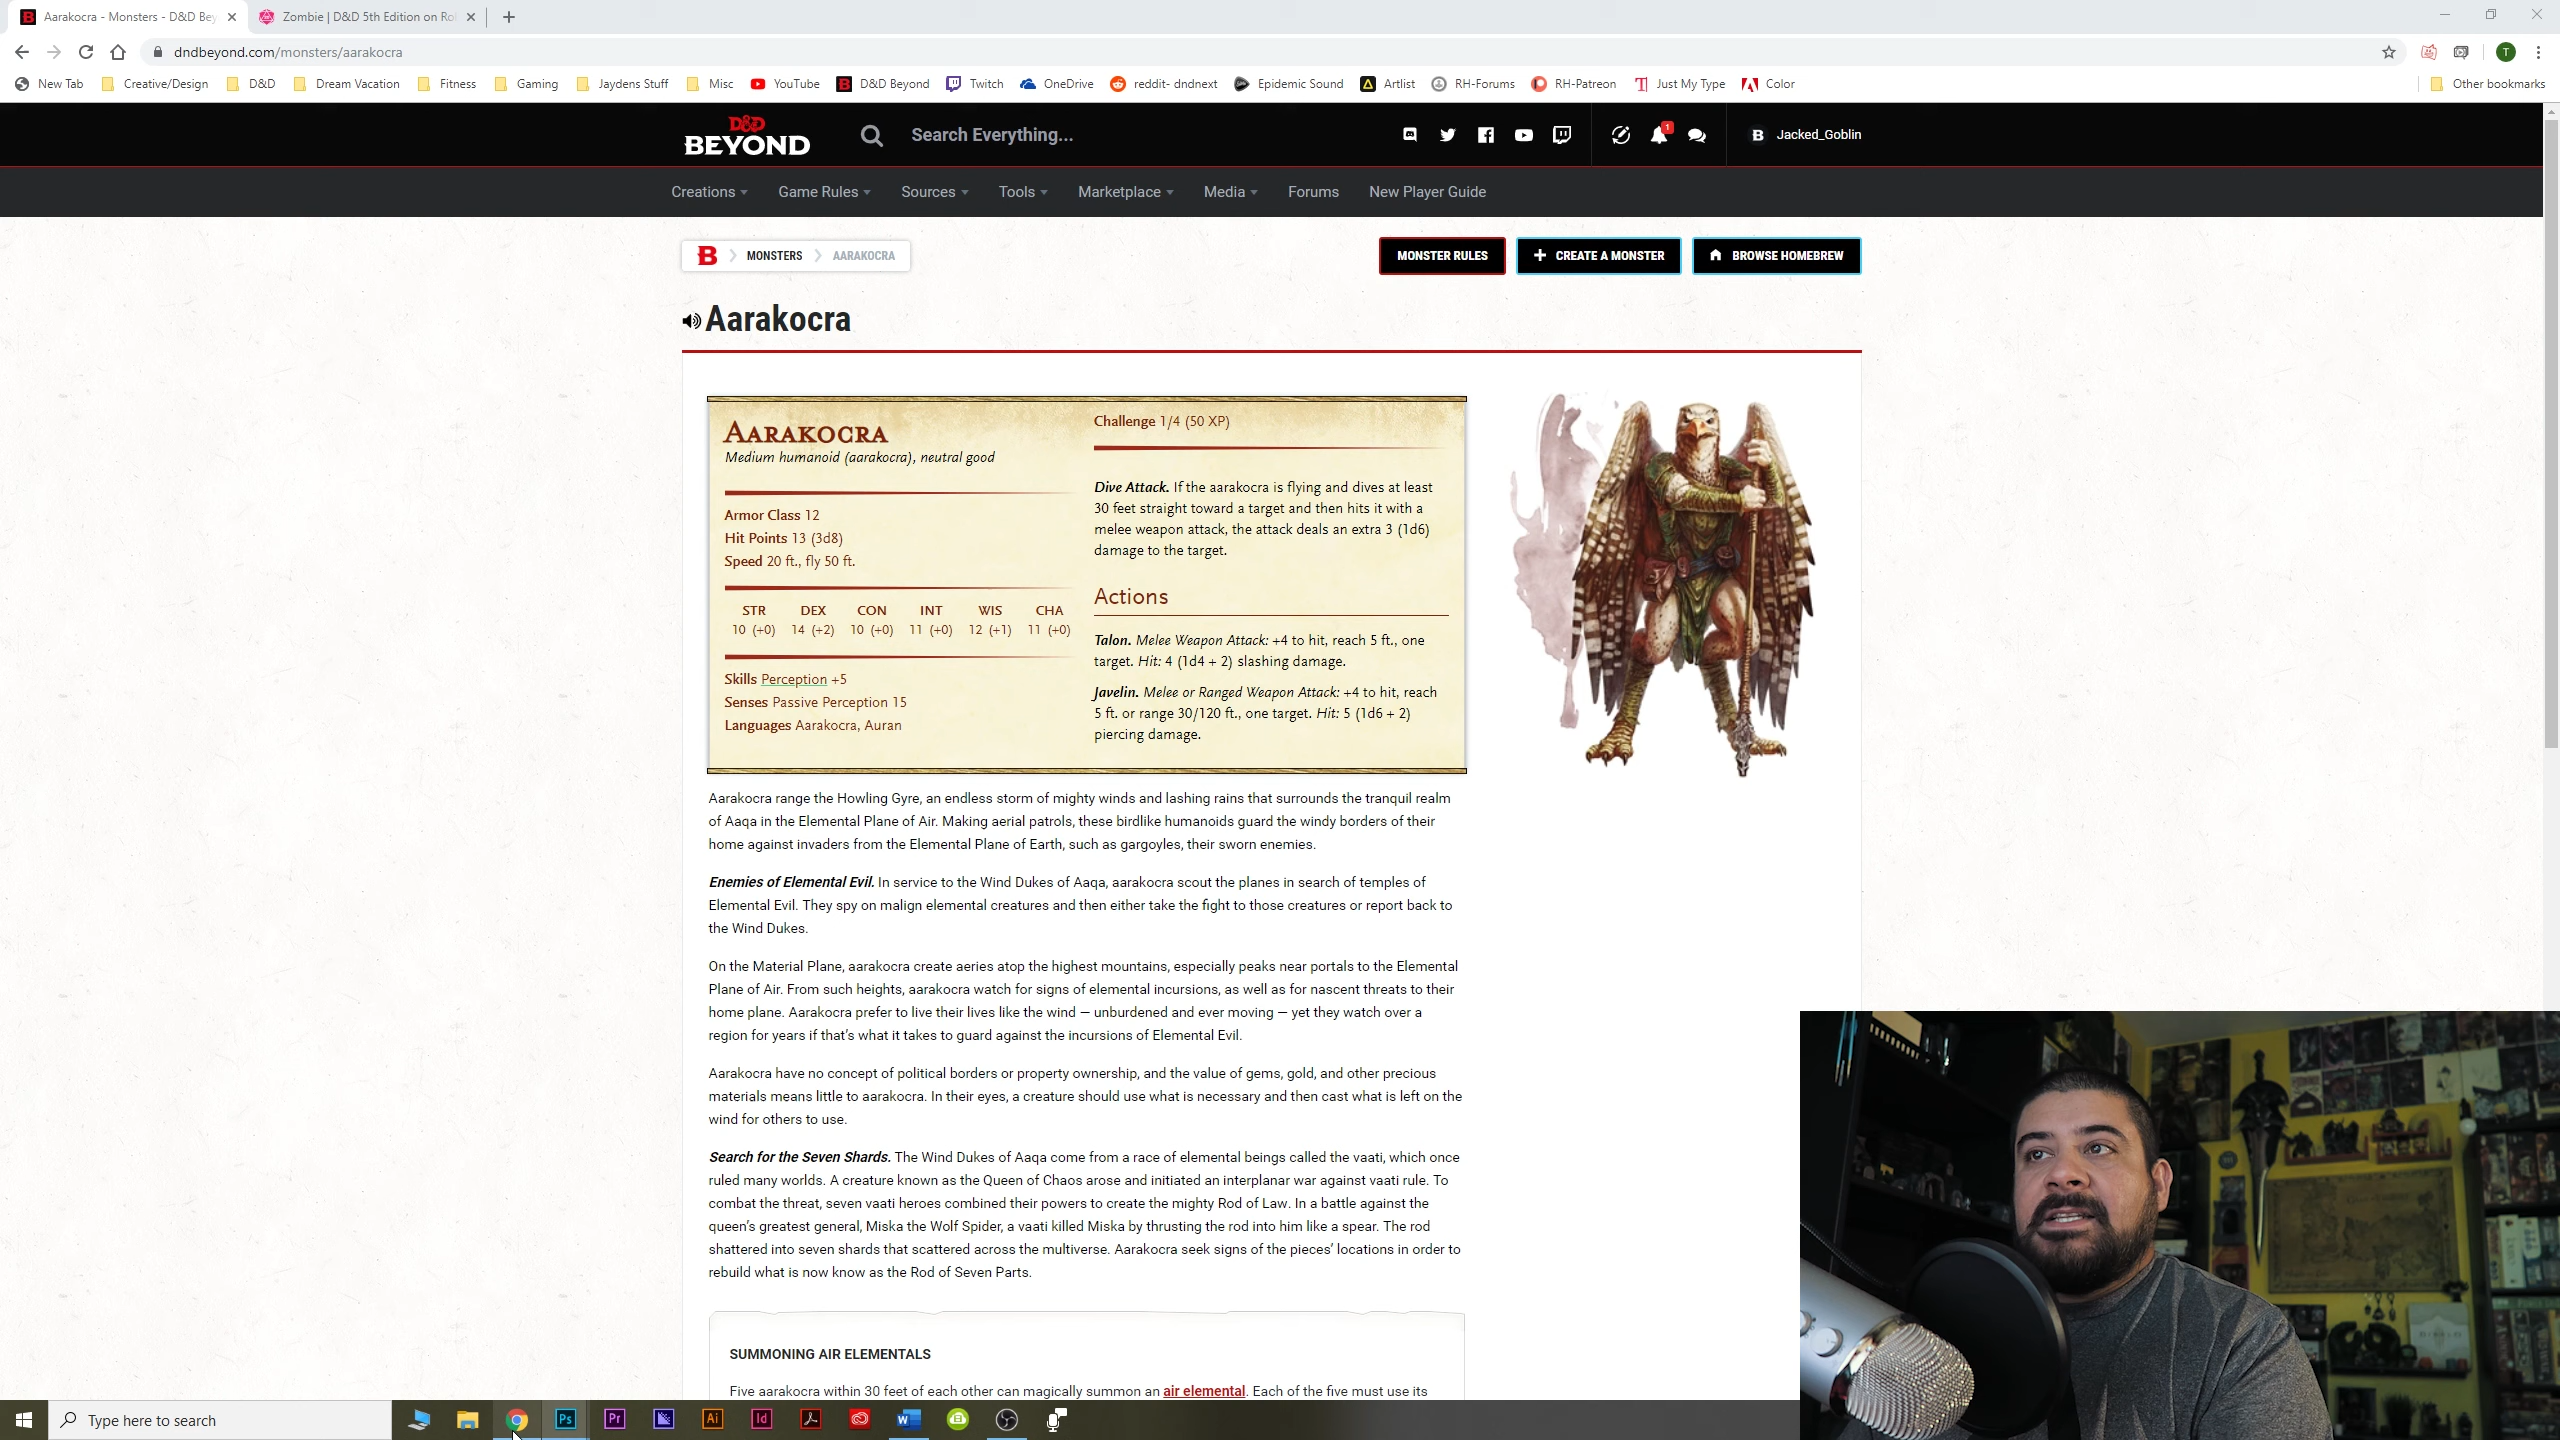 Aarakocra - Monsters - D&D Bey
Zombie | D&D 5th Edition on Rol
dndbeyond.com/monsters/aarakocra
New Tab
Creative/Design
D&D
Dream Vacation
Fitness
Gaming
Jaydens Stuff
Misc
YouTube
D&D Beyond
Twitch
OneDrive
reddit- dndnext
Epidemic Sound
Artlist
RH-Forums
RH-Patreon
Just My Type
Color
Other bookmarks
D&D
BEYOND
Search Everything...
1
Jacked_Goblin
Creations
Game Rules
Sources
Tools
Marketplace
Media
Forums
New Player Guide
MONSTERS
AARAKOCRA
MONSTER RULES
CREATE A MONSTER
BROWSE HOMEBREW
Aarakocra
AARAKOCRA
Medium humanoid (aarakocra), neutral good
Armor Class 12
Hit Points 13 (3d8)
Speed 20 ft., fly 50 ft.
STR DEX CON INT WIS CHA
10 (+0) 14 (+2) 10 (+0) 11 (+0) 12 (+1) 11 (+0)
Skills Perception +5
Senses Passive Perception 15
Languages Aarakocra, Auran
Challenge 1/4 (50 XP)
Dive Attack. If the aarakocra is flying and dives at least
30 feet straight toward a target and then hits it with a
melee weapon attack, the attack deals an extra 3 (1d6)
damage to the target.
Actions
Talon. Melee Weapon Attack: +4 to hit, reach 5 ft., one
target. Hit: 4 (1d4 + 2) slashing damage.
Javelin. Melee or Ranged Weapon Attack: +4 to hit, reach
5 ft. or range 30/120 ft., one target. Hit: 5 (1d6 + 2)
piercing damage.
Aarakocra range the Howling Gyre, an endless storm of mighty winds and lashing rains that surrounds the tranquil realm
of Aaqa in the Elemental Plane of Air. Making aerial patrols, these birdlike humanoids guard the windy borders of their
home against invaders from the Elemental Plane of Earth, such as gargoyles, their sworn enemies.
Enemies of Elemental Evil. In service to the Wind Dukes of Aaqa, aarakocra scout the planes in search of temples of
Elemental Evil. They spy on malign elemental creatures and then either take the fight to those creatures or report back to
the Wind Dukes.
On the Material Plane, aarakocra create aeries atop the highest mountains, especially peaks near portals to the Elemental
Plane of Air. From such heights, aarakocra watch for signs of elemental incursions, as well as for nascent threats to their
home plane. Aarakocra prefer to live their lives like the wind — unburdened and ever moving — yet they watch over a
region for years if that's what it takes to guard against the incursions of Elemental Evil.
Aarakocra have no concept of political borders or property ownership, and the value of gems, gold, and other precious
materials means little to aarakocra. In their eyes, a creature should use what is necessary and then cast what is left on the
wind for others to use.
Search for the Seven Shards. The Wind Dukes of Aaqa come from a race of elemental beings called the vaati, which once
ruled many worlds. A creature known as the Queen of Chaos arose and initiated an interplanar war against vaati rule. To
combat the threat, seven vaati heroes combined their powers to create the mighty Rod of Law. In a battle against the
queen's greatest general, Miska the Wolf Spider, a vaati killed Miska by thrusting the rod into him like a spear. The rod
shattered into seven shards that scattered across the multiverse. Aarakocra seek signs of the pieces' locations in order to
rebuild what is now know as the Rod of Seven Parts.
SUMMONING AIR ELEMENTALS
Five aarakocra within 30 feet of each other can magically summon an air elemental. Each of the five must use its
Type here to search